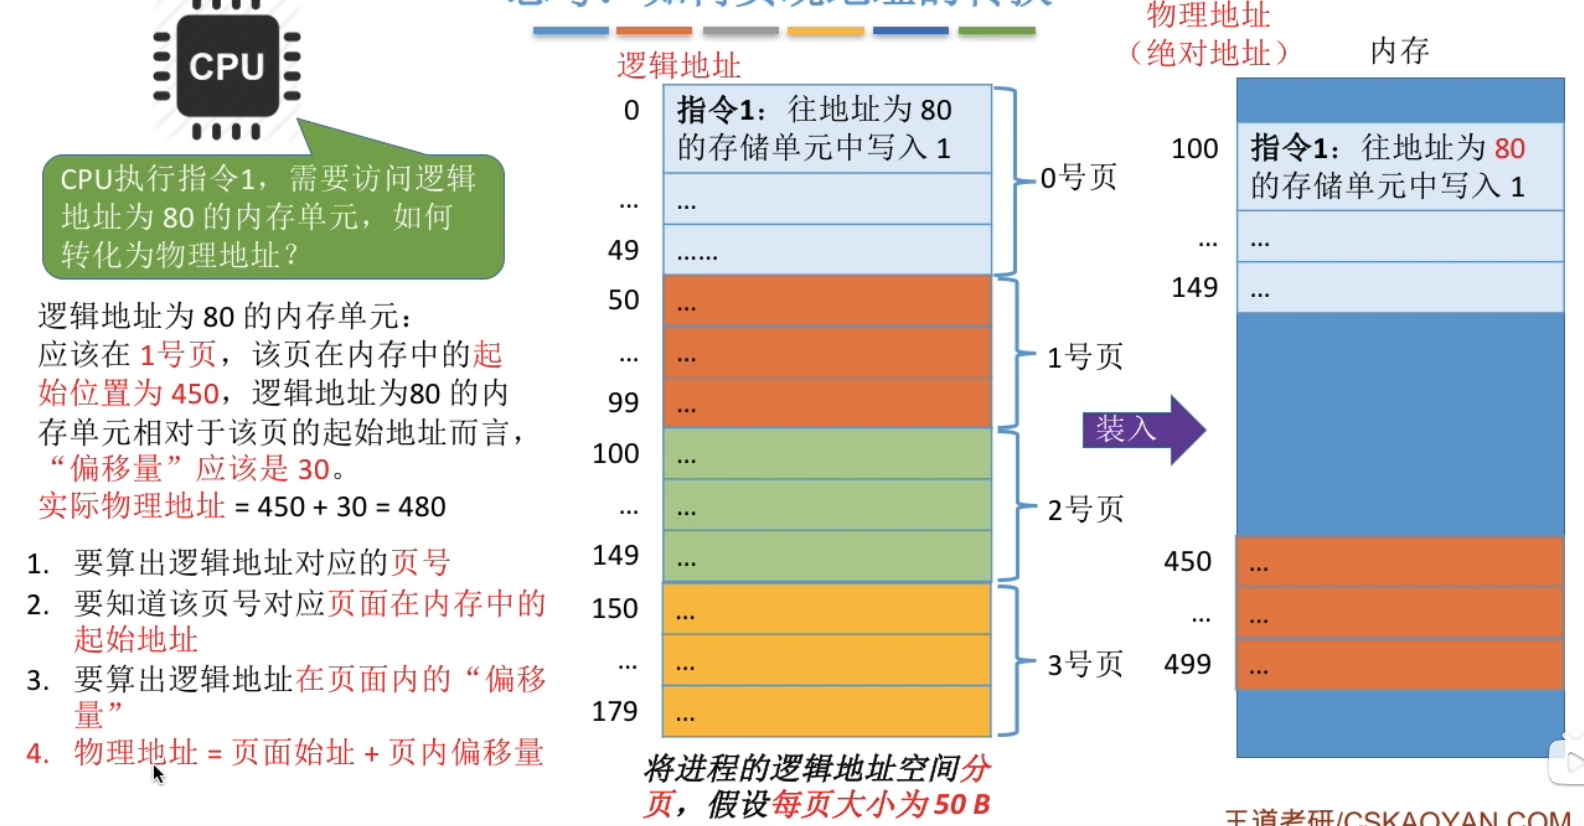 CPU
CPU执行指令1，需要访问逻辑
地址为 80 的内存单元，如何
转化为物理地址？
逻辑地址为 80 的内存单元：
应该在 1号页，该页在内存中的起
始位置为 450，逻辑地址为80 的内
存单元相对于该页的起始地址而言，
“偏移量”应该是 30。
实际物理地址 = 450 + 30 = 480
1. 要算出逻辑地址对应的页号
2. 要知道该页号对应页面在内存中的
起始地址
3. 要算出逻辑地址在页面内的“偏移
量”
4. 物理地址 = 页面始址 + 页内偏移量
逻辑地址
0
指令1：往地址为 80
的存储单元中写入 1
... ...
49 ……
0号页
50 ...
... ...
99 ...
1号页
100 ...
... ...
149 ...
2号页
150 ...
... ...
179 ...
3号页
将进程的逻辑地址空间分
页，假设每页大小为 50 B
装入
物理地址
（绝对地址）
内存
100
指令1：往地址为 80
的存储单元中写入 1
... ...
149 ...
450 ...
... ...
499 ...
王道考研/CSKAOYAN.COM